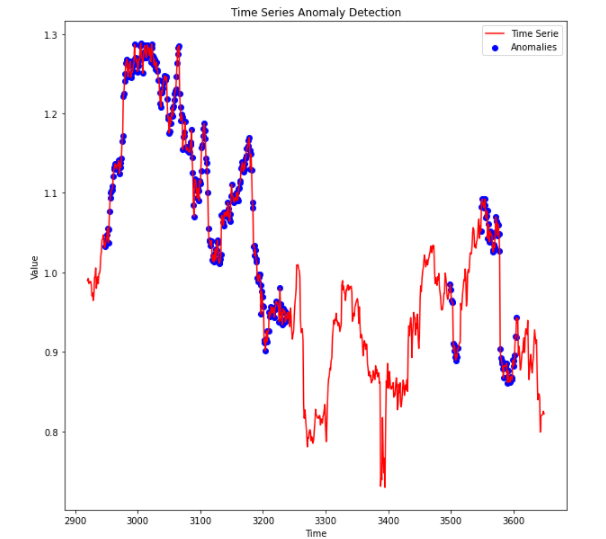 Time Series Anomaly Detection
Time Serie
Anomalies
1.3
1.2
1.1
1.0
0.9
0.8
Value
2900
3000
3100
3200
3300
3400
3500
3600
Time